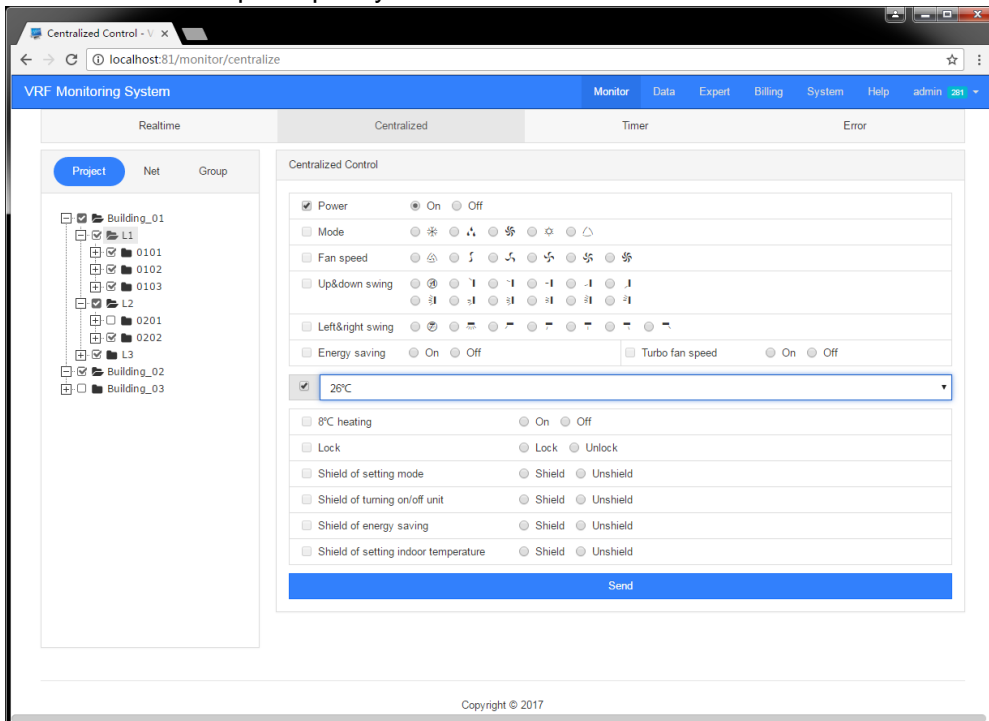 Centralized Control - V
localhost:81/monitor/centralize
VRF Monitoring System Monitor Data Expert Billing System Help admin 281
Realtime Centralized Timer Error
Project Net Group
Building_01
L1
0101
0102
0103
L2
0201
0202
L3
Building_02
Building_03
Centralized Control
Power On Off
Mode
Fan speed
Up&down swing
Left&right swing
Energy saving On Off Turbo fan speed On Off
26℃
8℃ heating On Off
Lock Lock Unlock
Shield of setting mode Shield Unshield
Shield of turning on/off unit Shield Unshield
Shield of energy saving Shield Unshield
Shield of setting indoor temperature Shield Unshield
Send
Copyright © 2017